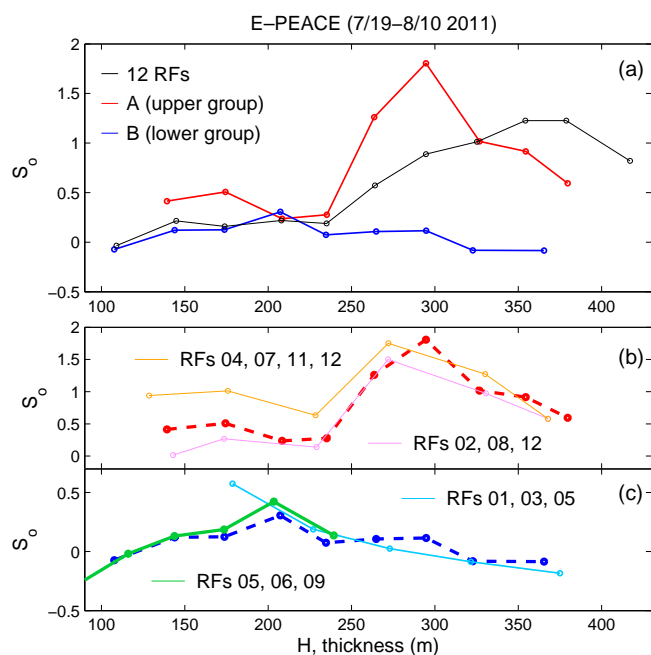 E–PEACE (7/19–8/10 2011)
2
1.5
1
0.5
0
−0.5
S_o
(a)
12 RFs
A (upper group)
B (lower group)
100 150 200 250 300 350 400
2
1.5
1
0.5
0
S_o
(b)
RFs 04, 07, 11, 12
RFs 02, 08, 12
0.5
0
−0.5
S_o
(c)
RFs 01, 03, 05
RFs 05, 06, 09
100 150 200 250 300 350 400
H, thickness (m)